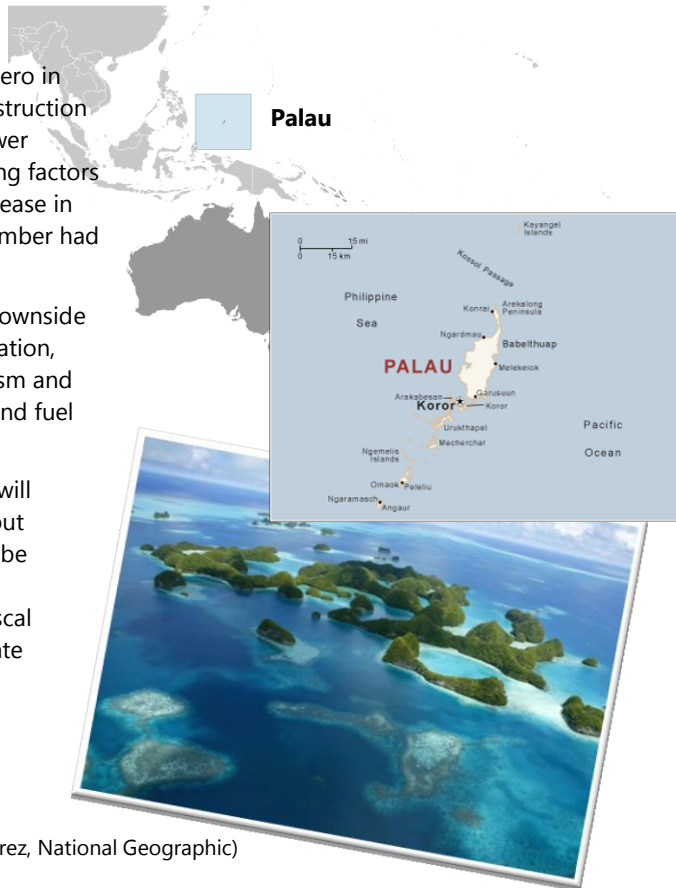 ero in
struction
wer
ng factors
ease in
mber had
ownside
ation,
sm and
nd fuel
will
out
be
scal
ate
rez, National Geographic)
Palau
0 15 mi
0 15 km
Kayangel
Islands
Kossol Passage
Philippine
Sea
Konrai
Arekalong
Peninsula
Ngardmau
Babelthuap
PALAU
Melekeiok
Garusuun
Arakabesan
Koror
Koror
Urukthapel
Mecherchar
Ngemelis
Islands
Omaok
Peleliu
Ngaramasch
Angaur
Pacific
Ocean